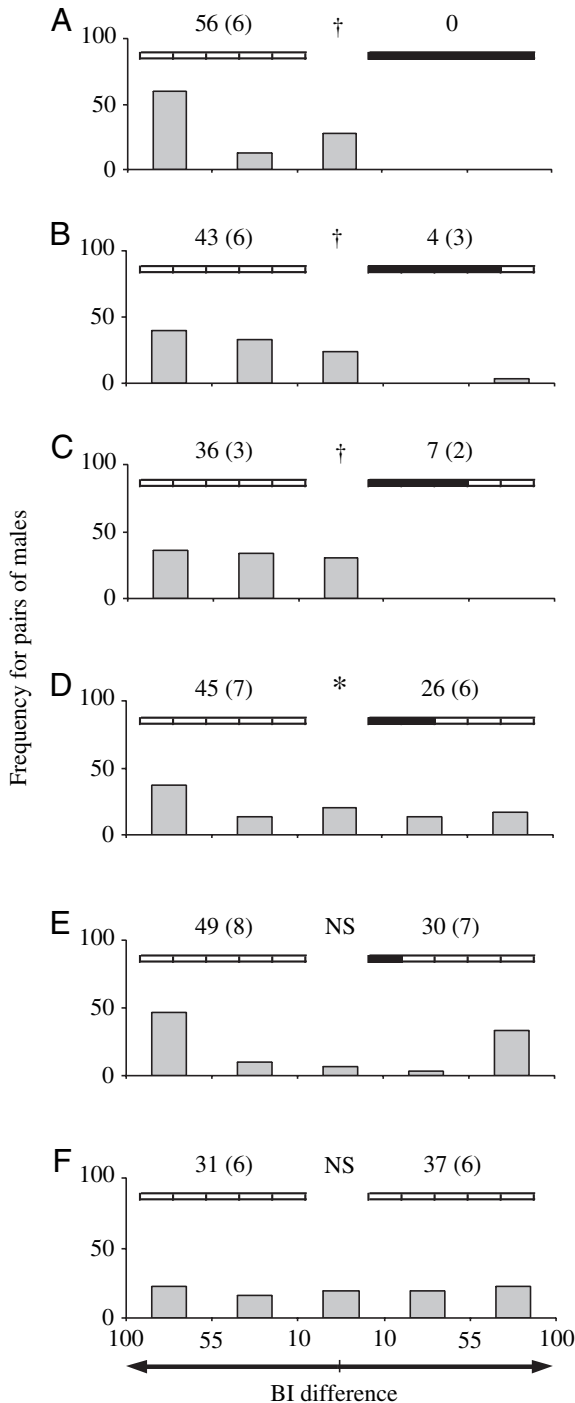 A 56 (6) † 0
100
50
0
B 43 (6) † 4 (3)
100
50
0
C 36 (3) † 7 (2)
100
50
0
Frequency for pairs of males
D 45 (7) * 26 (6)
100
50
0
E 49 (8) NS 30 (7)
100
50
0
F 31 (6) NS 37 (6)
100
50
0
100 55 10 10 55 100
BI difference